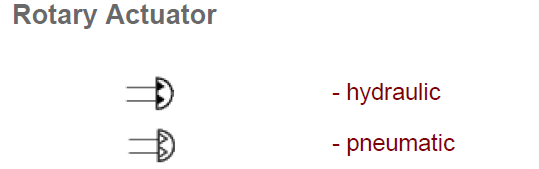 Rotary Actuator
- hydraulic
- pneumatic